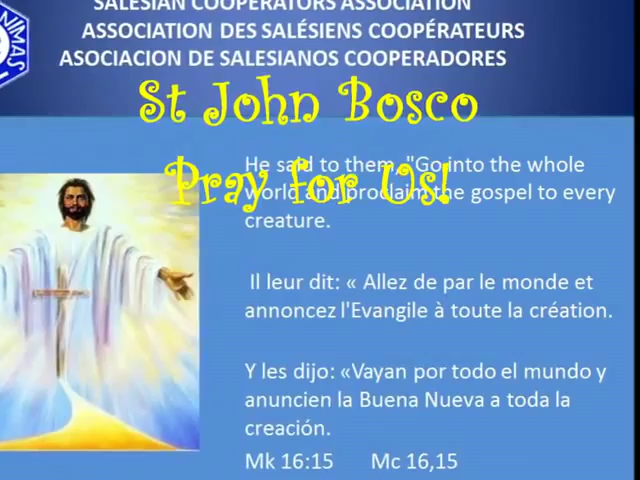 SALESIAN COOPERATORS ASSOCIATION
ASSOCIATION DES SALÉSIENS COOPÉRATEURS
ASOCIACION DE SALESIANOS COOPERADORES
St John Bosco
Pray for Us!
He said to them, "Go into the whole
world and proclaim the gospel to every
creature.
Il leur dit: « Allez de par le monde et
annoncez l'Evangile à toute la création.
Y les dijo: «Vayan por todo el mundo y
anuncien la Buena Nueva a toda la
creación.
Mk 16:15 Mc 16,15